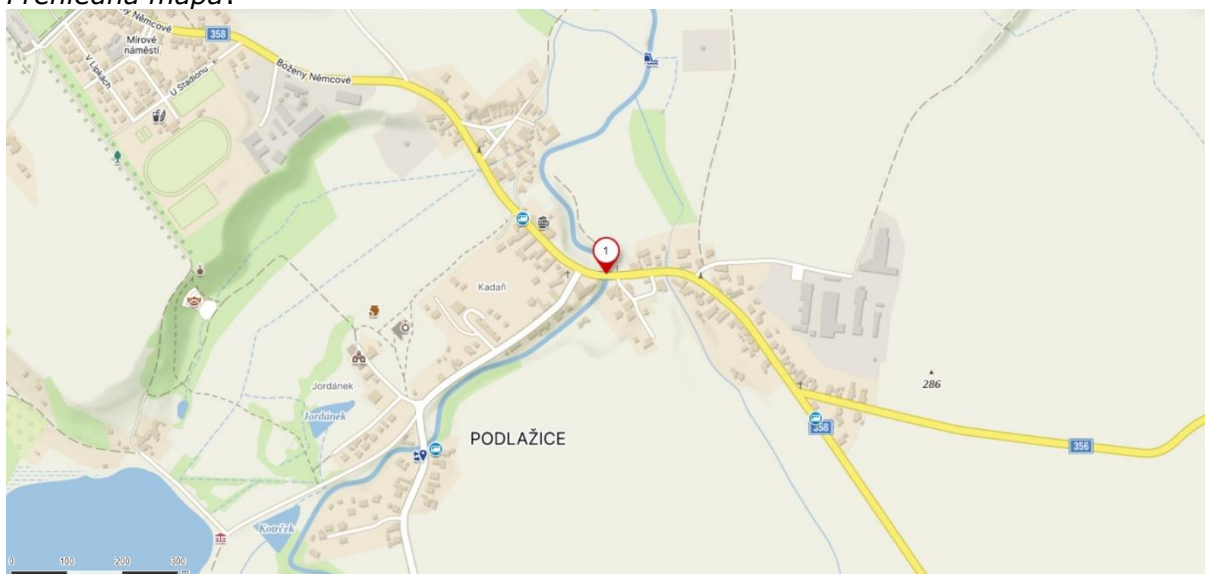 Přehledná mapa:
ky Němcové
358
Mírové
náměstí
V Lipkách
U Stadionu
Boženy Němcové
1
Kadaň
Jordánek
Jordánek
286
PODLAŽICE
358
356
Kotrček
0 100 200 300
m